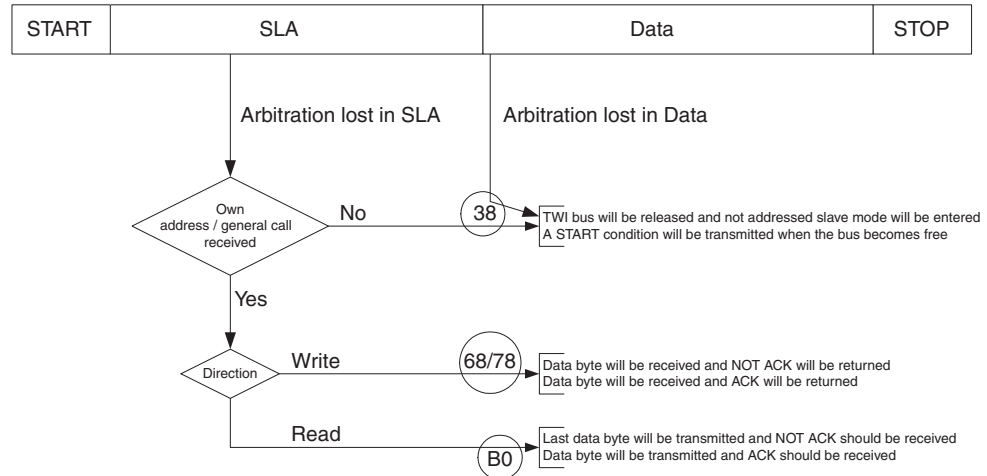 START SLA Data STOP
Arbitration lost in SLA Arbitration lost in Data
Own
address / general call
received
No
38
TWI bus will be released and not addressed slave mode will be entered
A START condition will be transmitted when the bus becomes free
Yes
Direction
Write
68/78
Data byte will be received and NOT ACK will be returned
Data byte will be received and ACK will be returned
Read
B0
Last data byte will be transmitted and NOT ACK should be received
Data byte will be transmitted and ACK should be received